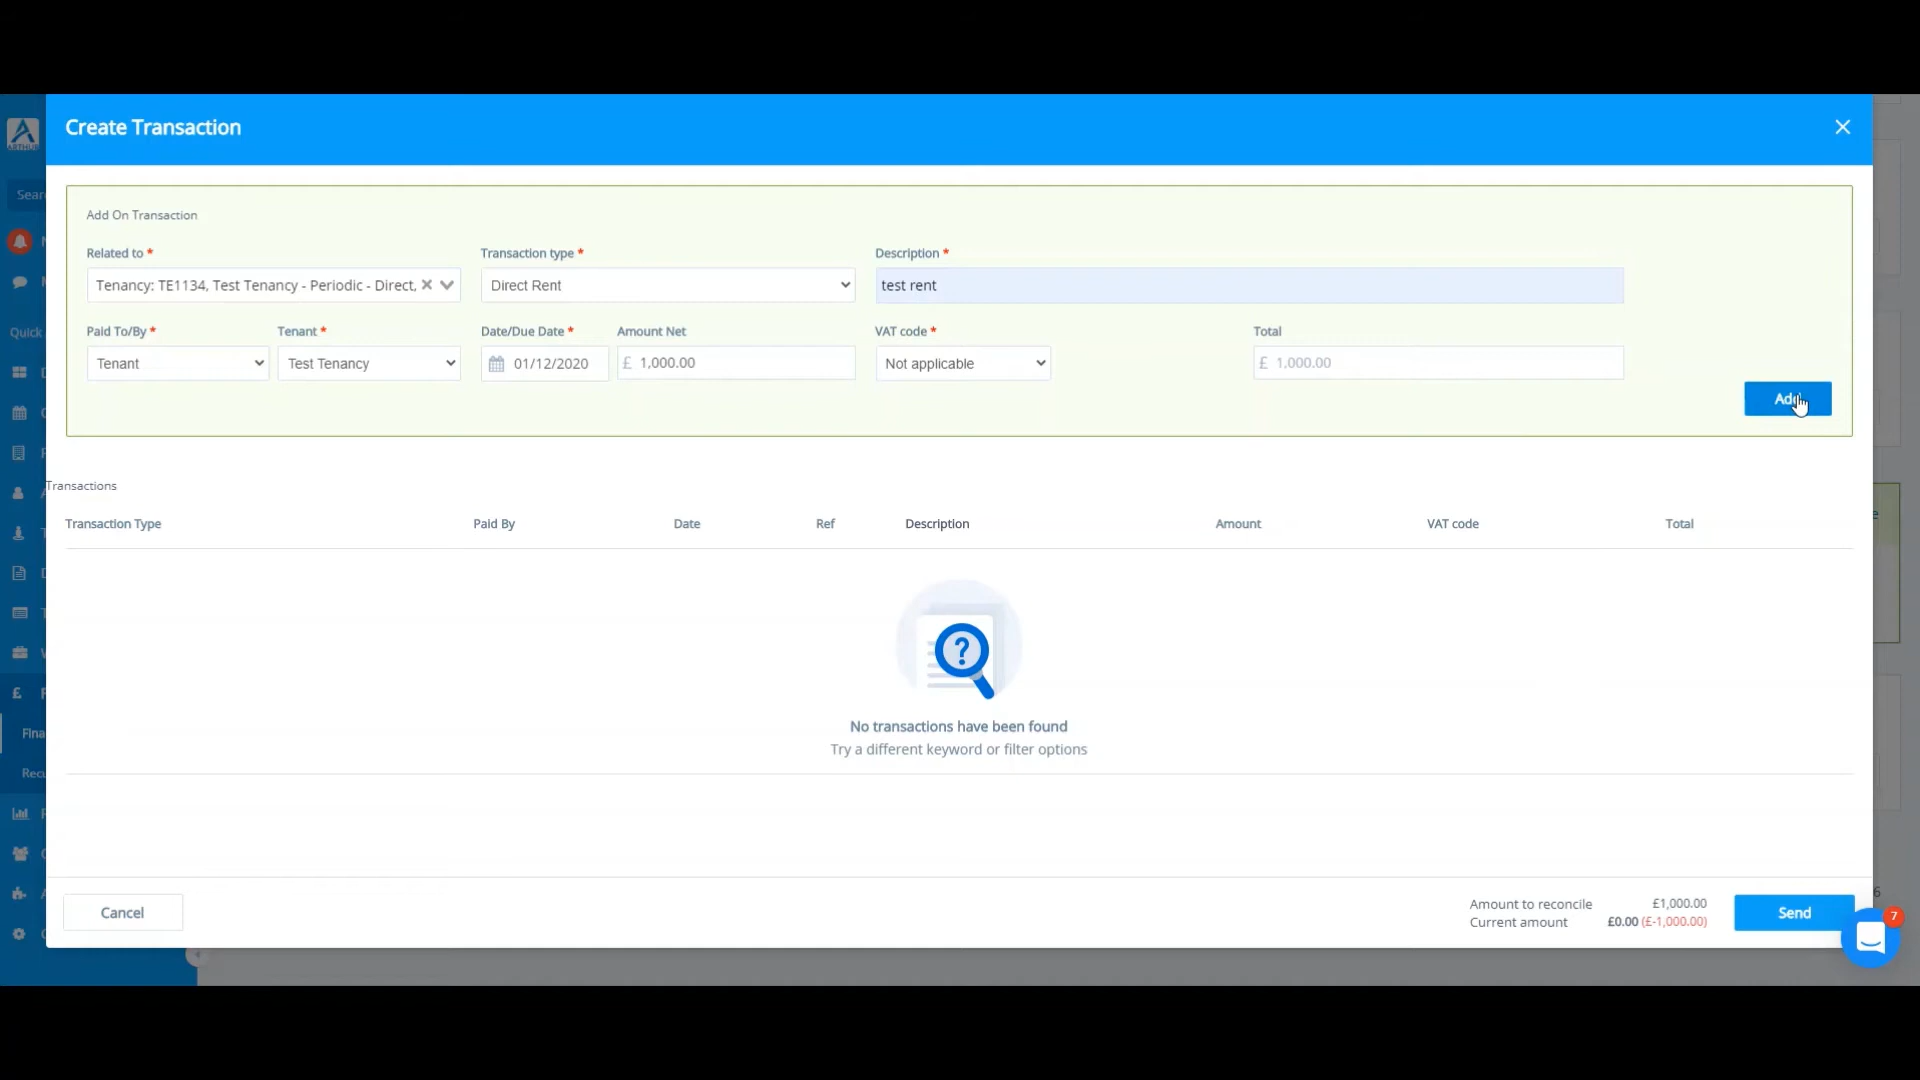 Create Transaction
ARTHUR
Sear
Add On Transaction
Related to *
Transaction type *
Description *
Tenancy: TE1134, Test Tenancy - Periodic - Direct,
Direct Rent
test rent
Quick
Paid To/By *
Tenant *
Date/Due Date *
Amount Net
VAT code *
Total
Tenant
Test Tenancy
01/12/2020
£ 1,000.00
Not applicable
£ 1,000.00
Add
Transactions
Transaction Type
Paid By
Date
Ref
Description
Amount
VAT code
Total
?
No transactions have been found
Try a different keyword or filter options
£
Fina
Recu
Cancel
Amount to reconcile
£1,000.00
Current amount
£0.00 (£-1,000.00)
Send
7